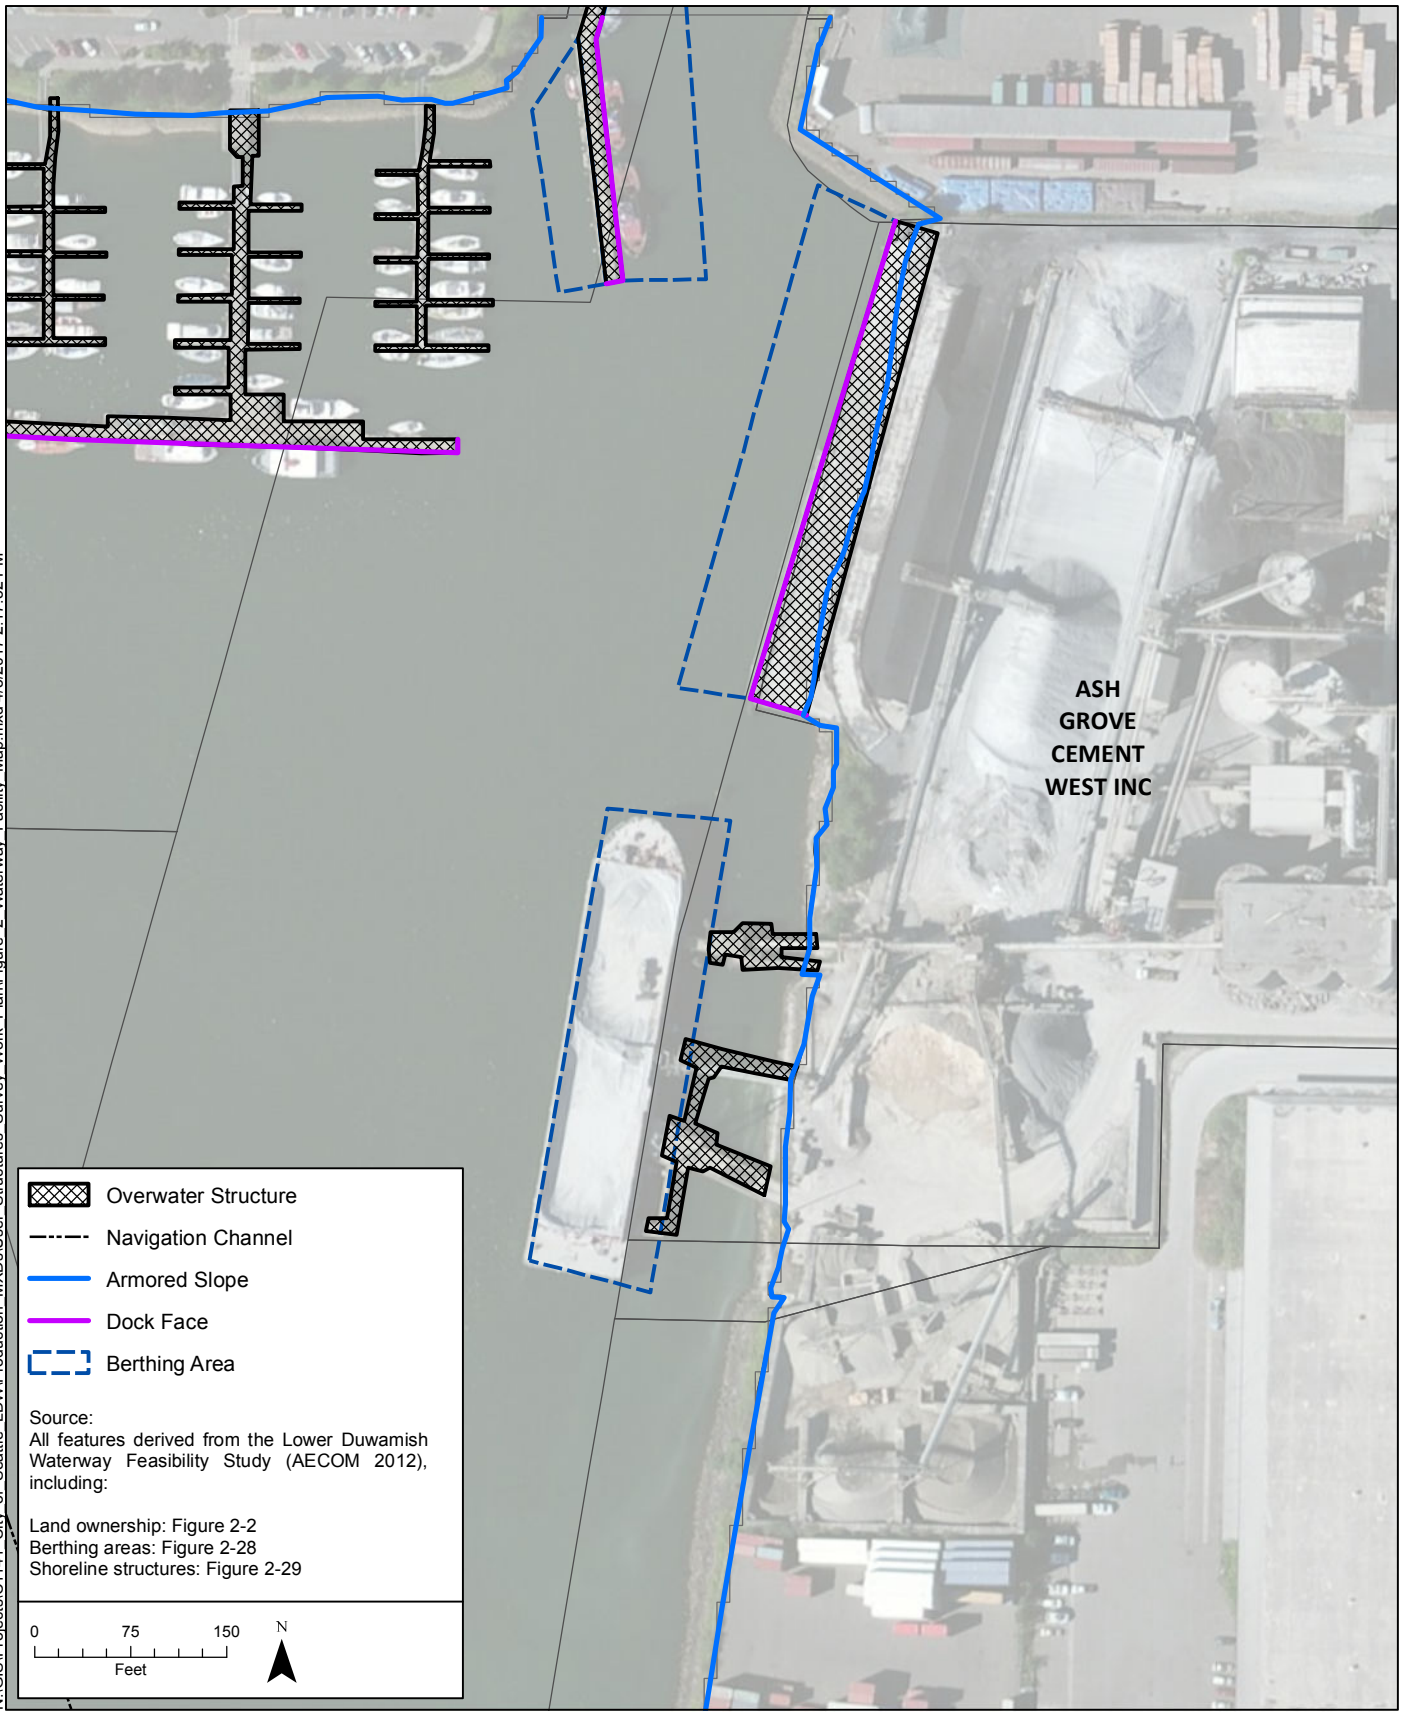 ASH
GROVE
CEMENT
WEST INC
Overwater Structure
Navigation Channel
Armored Slope
Dock Face
Berthing Area
Source:
All features derived from the Lower Duwamish
Waterway Feasibility Study (AECOM 2012),
including:
Land ownership: Figure 2-2
Berthing areas: Figure 2-28
Shoreline structures: Figure 2-29
0 75 150
Feet
N